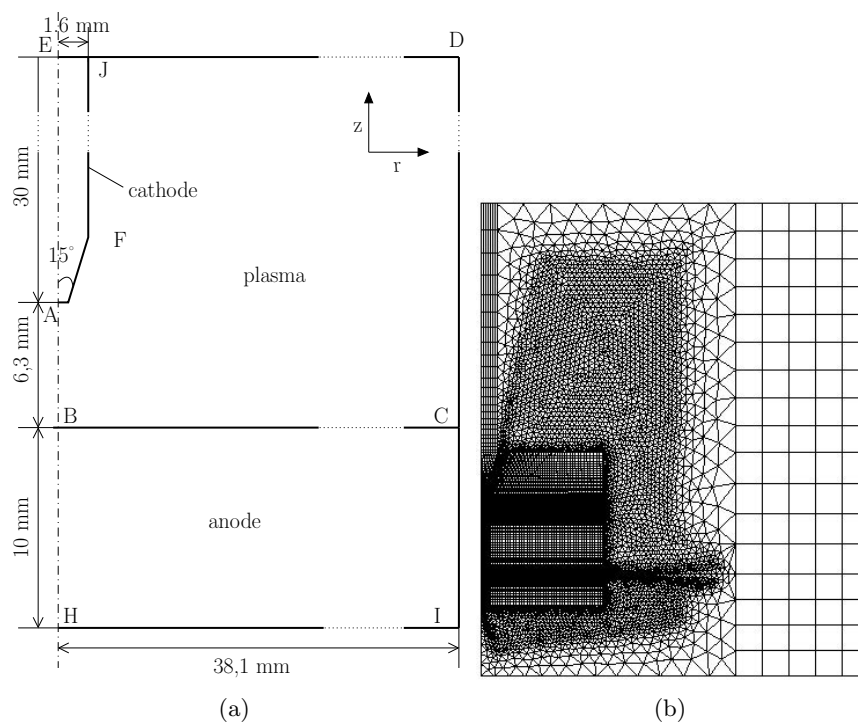 1.6 mm
E
D
J
z
r
30 mm
cathode
F
15°
plasma
A
6,3 mm
B
C
anode
10 mm
H
I
38,1 mm
(a)
(b)